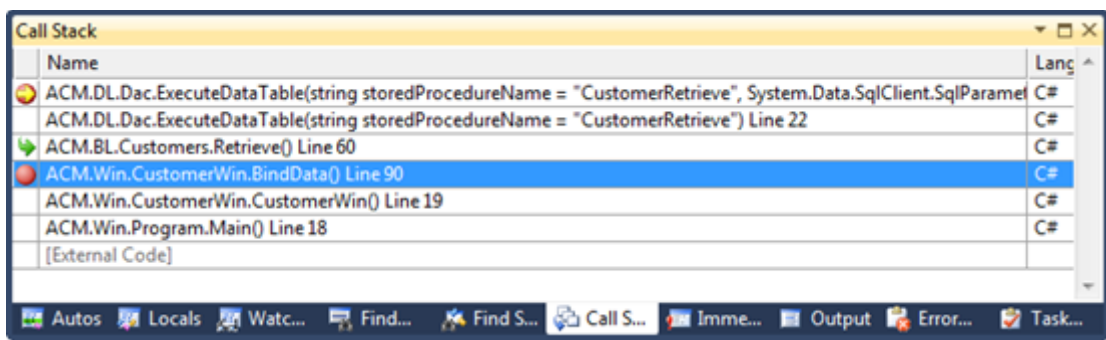 Call Stack
Name Lang
ACM.DL.Dac.ExecuteDataTable(string storedProcedureName = "CustomerRetrieve", System.Data.SqlClient.SqlParamet C#
ACM.DL.Dac.ExecuteDataTable(string storedProcedureName = "CustomerRetrieve") Line 22 C#
ACM.BL.Customers.Retrieve() Line 60 C#
ACM.Win.CustomerWin.BindData() Line 90 C#
ACM.Win.CustomerWin.CustomerWin() Line 19 C#
ACM.Win.Program.Main() Line 18 C#
[External Code]
Autos Locals Watc... Find... Find S... Call S... Imme... Output Error... Task...